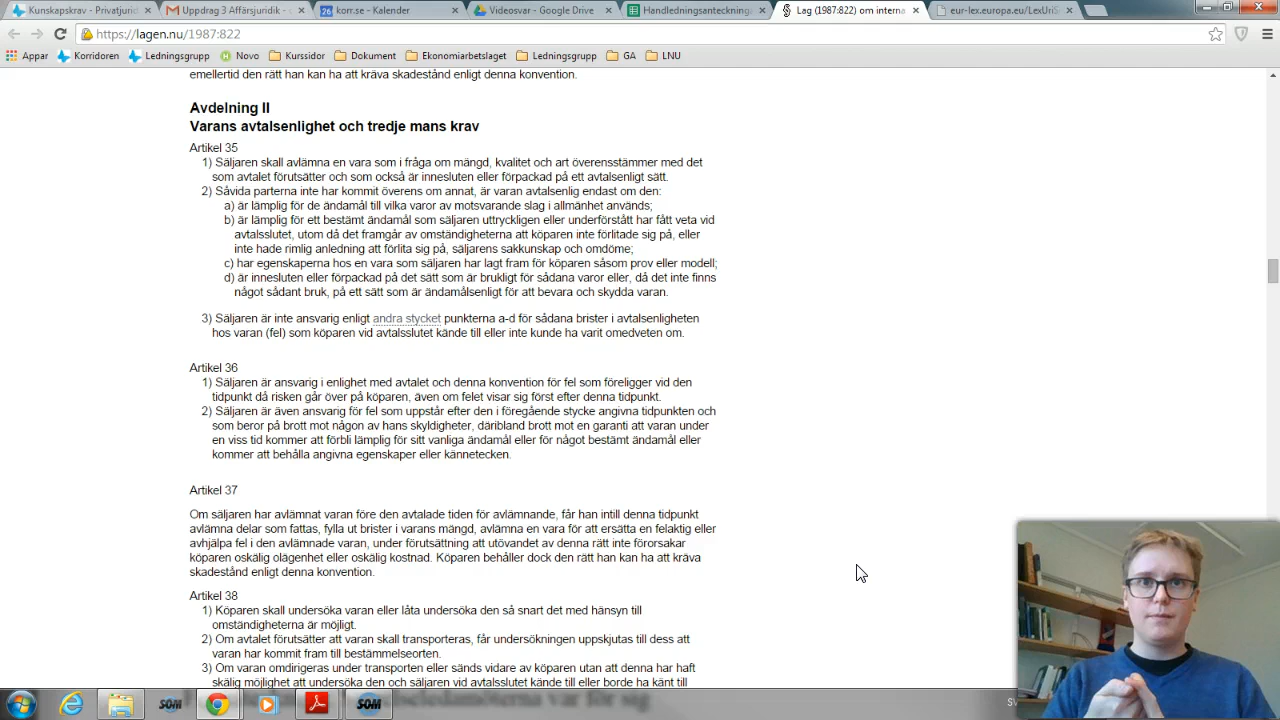 Kunskapskrav - Privatjurid
Uppdrag 3 Affärsjuridik -
26 korr.se - Kalender
Videosvar - Google Drive
Handledningsanteckning
Lag (1987:822) om interna
eur-lex.europa.eu/LexUriS
https://lagen.nu/1987:822
Appar Korridoren Ledningsgrupp Novo Kurssidor Dokument Ekonomiarbetslaget Ledningsgrupp GA LNU
emellertid den rätt han kan ha att kräva skadestånd enligt denna konvention.
Avdelning II
Varans avtalsenlighet och tredje mans krav
Artikel 35
1) Säljaren skall avlämna en vara som i fråga om mängd, kvalitet och art överensstämmer med det
som avtalet förutsätter och som också är innesluten eller förpackad på ett avtalsenligt sätt.
2) Såvida parterna inte har kommit överens om annat, är varan avtalsenlig endast om den:
a) är lämplig för de ändamål till vilka varor av motsvarande slag i allmänhet används;
b) är lämplig för ett bestämt ändamål som säljaren uttryckligen eller underförstått har fått veta vid
avtalsslutet, utom då det framgår av omständigheterna att köparen inte förlitade sig på, eller
inte hade rimlig anledning att förlita sig på, säljarens sakkunskap och omdöme;
c) har egenskaperna hos en vara som säljaren har lagt fram för köparen såsom prov eller modell;
d) är innesluten eller förpackad på det sätt som är brukligt för sådana varor eller, då det inte finns
något sådant bruk, på ett sätt som är ändamålsenligt för att bevara och skydda varan.
3) Säljaren är inte ansvarig enligt andra stycket punkterna a-d för sådana brister i avtalsenligheten
hos varan (fel) som köparen vid avtalsslutet kände till eller inte kunde ha varit omedveten om.
Artikel 36
1) Säljaren är ansvarig i enlighet med avtalet och denna konvention för fel som föreligger vid den
tidpunkt då risken går över på köparen, även om felet visar sig först efter denna tidpunkt.
2) Säljaren är även ansvarig för fel som uppstår efter den i föregående stycke angivna tidpunkten och
som beror på brott mot någon av hans skyldigheter, däribland brott mot en garanti att varan under
en viss tid kommer att förbli lämplig för sitt vanliga ändamål eller för något bestämt ändamål eller
kommer att behålla angivna egenskaper eller kännetecken.
Artikel 37
Om säljaren har avlämnat varan före den avtalade tiden för avlämnande, får han intill denna tidpunkt
avlämna delar som fattas, fylla ut brister i varans mängd, avlämna en vara för att ersätta en felaktig eller
avhjälpa fel i den avlämnade varan, under förutsättning att utövandet av denna rätt inte förorsakar
köparen oskälig olägenhet eller oskälig kostnad. Köparen behåller dock den rätt han kan ha att kräva
skadestånd enligt denna konvention.
Artikel 38
1) Köparen skall undersöka varan eller låta undersöka den så snart det med hänsyn till
omständigheterna är möjligt.
2) Om avtalet förutsätter att varan skall transporteras, får undersökningen uppskjutas till dess att
varan har kommit fram till bestämmelseorten.
3) Om varan omdirigeras under transporten eller sänds vidare av köparen utan att denna har haft
skälig möjlighet att undersöka den och säljaren vid avtalsslutet kände till eller borde ha känt till
SOM SOM var för sig